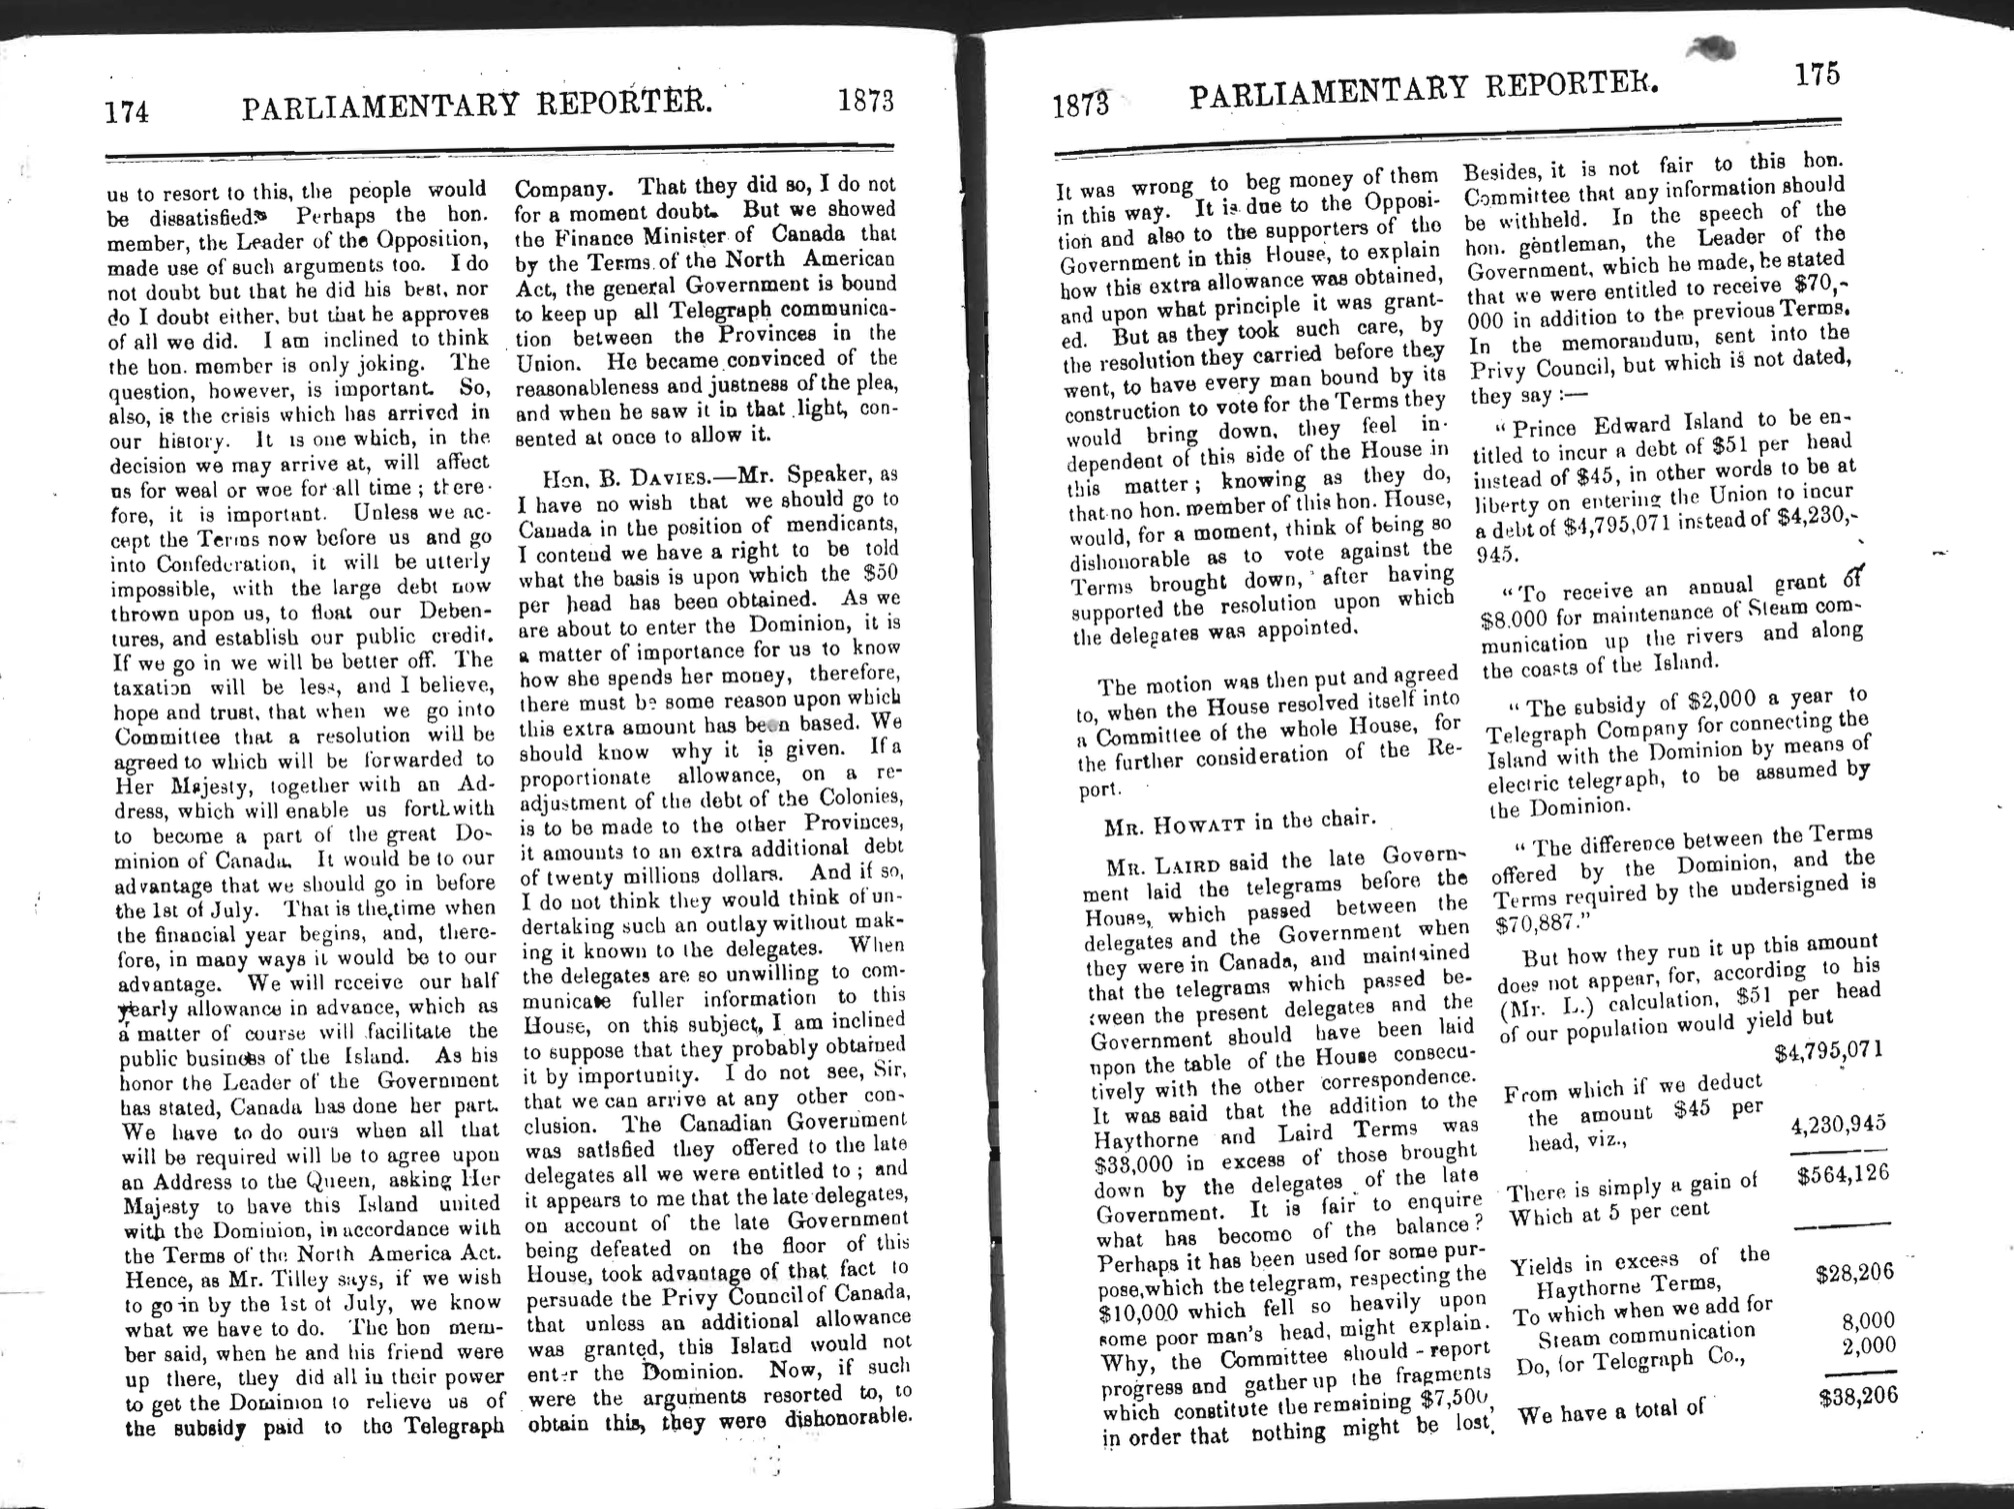 174 PARLIAMENTARY REPORTER. 1873
us to resort to this, the people would
be dissatisfied. Perhaps the hon.
member, the Leader of the Opposition,
made use of such arguments too. I do
not doubt but that he did his best, nor
do I doubt either, but that he approves
of all we did. I am inclined to think
the hon. member is only joking. The
question, however, is important. So,
also, is the crisis which has arrived in
our history. It is one which, in the
decision we may arrive at, will affect
us for weal or woe for all time; there-
fore, it is important. Unless we ac-
cept the Terms now before us and go
into Confederation, it will be utterly
impossible, with the large debt now
thrown upon us, to float our Deben-
tures, and establish our public credit.
If we go in we will be better off. The
taxation will be less, and I believe,
hope and trust, that when we go into
Committee that a resolution will be
agreed to which will be forwarded to
Her Majesty, together with an Ad-
dress, which will enable us forthwith
to become a part of the great Do-
minion of Canada. It would be to our
advantage that we should go in before
the 1st of July. That is the time when
the financial year begins, and, there-
fore, in many ways it would be to our
advantage. We will receive our half
yearly allowance in advance, which as
a matter of course will facilitate the
public business of the Island. As his
honor the Leader of the Government
has stated, Canada has done her part.
We have to do ours when all that
will be required will be to agree upon
an Address to the Queen, asking Her
Majesty to have this Island united
with the Dominion, in accordance with
the Terms of the North America Act.
Hence, as Mr. Tilley says, if we wish
to go in by the 1st of July, we know
what we have to do. The hon mem-
ber said, when he and his friend were
up there, they did all in their power
to get the Dominion to relieve us of
the subsidy paid to the Telegraph
Company. That they did so, I do not
for a moment doubt. But we showed
the Finance Minister of Canada that
by the Terms of the North American
Act, the general Government is bound
to keep up all Telegraph communica-
tion between the Provinces in the
Union. He became convinced of the
reasonableness and justness of the plea,
and when he saw it in that light, con-
sented at once to allow it.
Hon. B. DAVIES.—Mr. Speaker, as
I have no wish that we should go to
Canada in the position of mendicants,
I contend we have a right to be told
what the basis is upon which the $50
per head has been obtained. As we
are about to enter the Dominion, it is
a matter of importance for us to know
how she spends her money, therefore,
there must be some reason upon which
this extra amount has been based. We
should know why it is given. If a
proportionate allowance, on a re-
adjustment of the debt of the Colonies,
is to be made to the other Provinces,
it amounts to an extra additional debt
of twenty millions dollars. And if so,
I do not think they would think of un-
dertaking such an outlay without mak-
ing it known to the delegates. When
the delegates are so unwilling to com-
municate fuller information to this
House, on this subject, I am inclined
to suppose that they probably obtained
it by importunity. I do not see, Sir,
that we can arrive at any other con-
clusion. The Canadian Government
was satisfied they offered to the late
delegates all we were entitled to; and
it appears to me that the late delegates,
on account of the late Government
being defeated on the floor of this
House, took advantage of that fact to
persuade the Privy Council of Canada,
that unless an additional allowance
was granted, this Island would not
enter the Dominion. Now, if such
were the arguments resorted to, to
obtain this, they were dishonorable.
1873 PARLIAMENTARY REPORTER. 175
It was wrong to beg money of them
in this way. It is due to the Opposi-
tion and also to the supporters of the
Government in this House, to explain
how this extra allowance was obtained,
and upon what principle it was grant-
ed. But as they took such care, by
the resolution they carried before they
went, to have every man bound by its
construction to vote for the Terms they
would bring down, they feel in-
dependent of this side of the House in
this matter; knowing as they do,
that no hon. member of this hon. House,
would, for a moment, think of being so
dishonorable as to vote against the
Terms brought down, after having
supported the resolution upon which
the delegates was appointed.
The motion was then put and agreed
to, when the House resolved itself into
a Committee of the whole House, for
the further consideration of the Re-
port.
MR. HOWATT in the chair.
MR. LAIRD said the late Govern-
ment laid the telegrams before the
House, which passed between the
delegates and the Government when
they were in Canada, and maintained
that the telegrams which passed be-
tween the present delegates and the
Government should have been laid
upon the table of the House consecu-
tively with the other correspondence.
It was said that the addition to the
Haythorne and Laird Terms was
$38,000 in excess of those brought
down by the delegates of the late
Government. It is fair to enquire
what has become of the balance?
Perhaps it has been used for some pur-
pose, which the telegram, respecting the
$10,000 which fell so heavily upon
some poor man's head, might explain.
Why, the Committee should - report
progress and gather up the fragments
which constitute the remaining $7,500,
in order that nothing might be lost.
Besides, it is not fair to this hon.
Committee that any information should
be withheld. In the speech of the
hon. gentleman, the Leader of the
Government, which he made, he stated
that we were entitled to receive $70,-
000 in addition to the previous Terms.
In the memorandum, sent into the
Privy Council, but which is not dated,
they say :—
"Prince Edward Island to be en-
titled to incur a debt of $51 per head
instead of $45, in other words to be at
liberty on entering the Union to incur
a debt of $4,795,071 instead of $4,230,-
945.
"To receive an annual grant of
$8.000 for maintenance of Steam com-
munication up the rivers and along
the coasts of the Island.
"The subsidy of $2,000 a year to
Telegraph Company for connecting the
Island with the Dominion by means of
electric telegraph, to be assumed by
the Dominion.
"The difference between the Terms
offered by the Dominion, and the
Terms required by the undersigned is
$70,887."
But how they run it up this amount
does not appear, for, according to his
(Mr. L.) calculation, $51 per head
of our population would yield but
$4,795,071
From which if we deduct
the amount $45 per
head, viz., 4,230,945
There is simply a gain of $564,126
Which at 5 per cent
Yields in excess of the
Haythorne Terms, $28,206
To which when we add for
Steam communication 8,000
Do, for Telegraph Co., 2,000
We have a total of $38,206